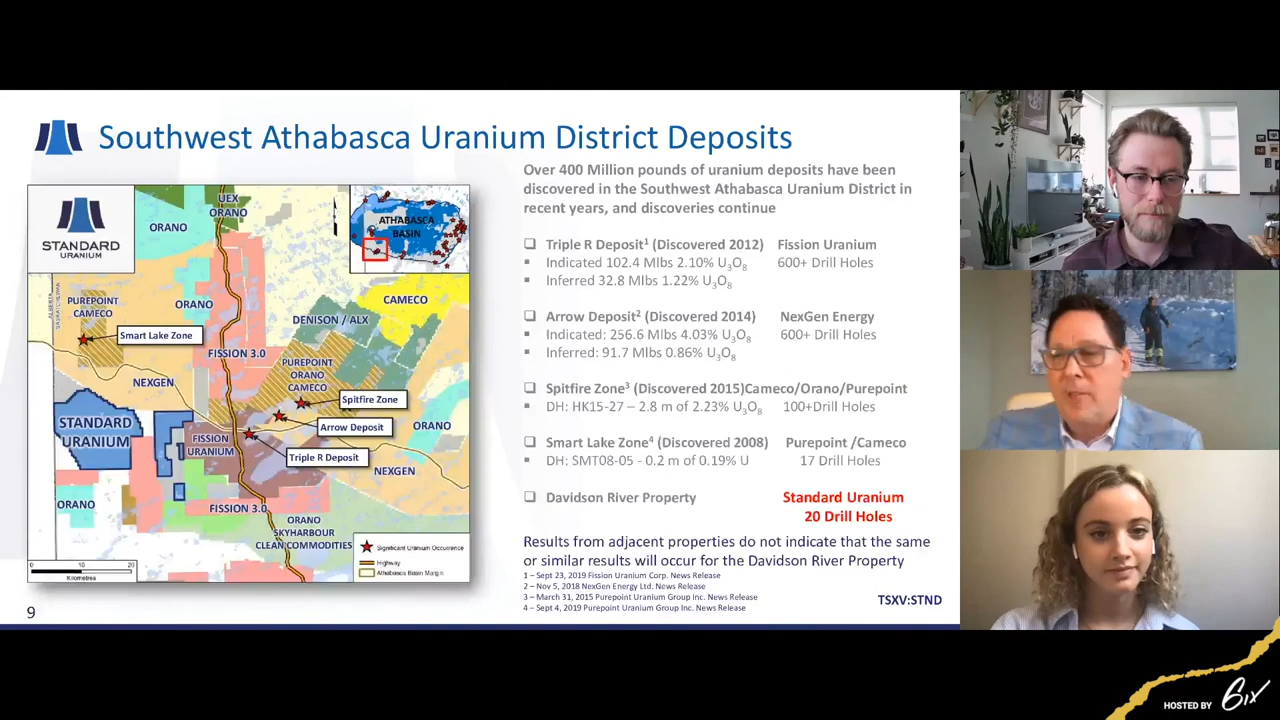 Southwest Athabasca Uranium District Deposits
STANDARD
URANIUM
UEX
ORANO
ORANO
ATHABASCA
BASIN
ALBERTA
SASKATCHEWAN
PUREPOINT
CAMECO
ORANO
CAMECO
Smart Lake Zone
DENISON / ALX
FISSION 3.0
PUREPOINT
ORANO
CAMECO
NEXGEN
Spitfire Zone
STANDARD
URANIUM
Arrow Deposit
ORANO
FISSION
URANIUM
Triple R Deposit
NEXGEN
ORANO
FISSION 3.0
ORANO
SKYHARBOUR
CLEAN COMMODITIES
Significant Uranium Occurrence
Highway
Athabasca Basin Margin
0 10 20
Kilometres
Over 400 Million pounds of uranium deposits have been
discovered in the Southwest Athabasca Uranium District in
recent years, and discoveries continue
❑ Triple R Deposit¹ (Discovered 2012) Fission Uranium
▪ Indicated 102.4 Mlbs 2.10% U₃O₈ 600+ Drill Holes
▪ Inferred 32.8 Mlbs 1.22% U₃O₈
❑ Arrow Deposit² (Discovered 2014) NexGen Energy
▪ Indicated: 256.6 Mlbs 4.03% U₃O₈ 600+ Drill Holes
▪ Inferred: 91.7 Mlbs 0.86% U₃O₈
❑ Spitfire Zone³ (Discovered 2015)Cameco/Orano/Purepoint
▪ DH: HK15-27 – 2.8 m of 2.23% U₃O₈ 100+Drill Holes
❑ Smart Lake Zone⁴ (Discovered 2008) Purepoint /Cameco
▪ DH: SMT08-05 - 0.2 m of 0.19% U 17 Drill Holes
❑ Davidson River Property Standard Uranium
20 Drill Holes
Results from adjacent properties do not indicate that the same
or similar results will occur for the Davidson River Property
1 – Sept 23, 2019 Fission Uranium Corp. News Release
2 – Nov 5, 2018 NexGen Energy Ltd. News Release
3 – March 31, 2015 Purepoint Uranium Group Inc. News Release
4 – Sept 4, 2019 Purepoint Uranium Group Inc. News Release
TSXV:STND
9
HOSTED BY 6ix